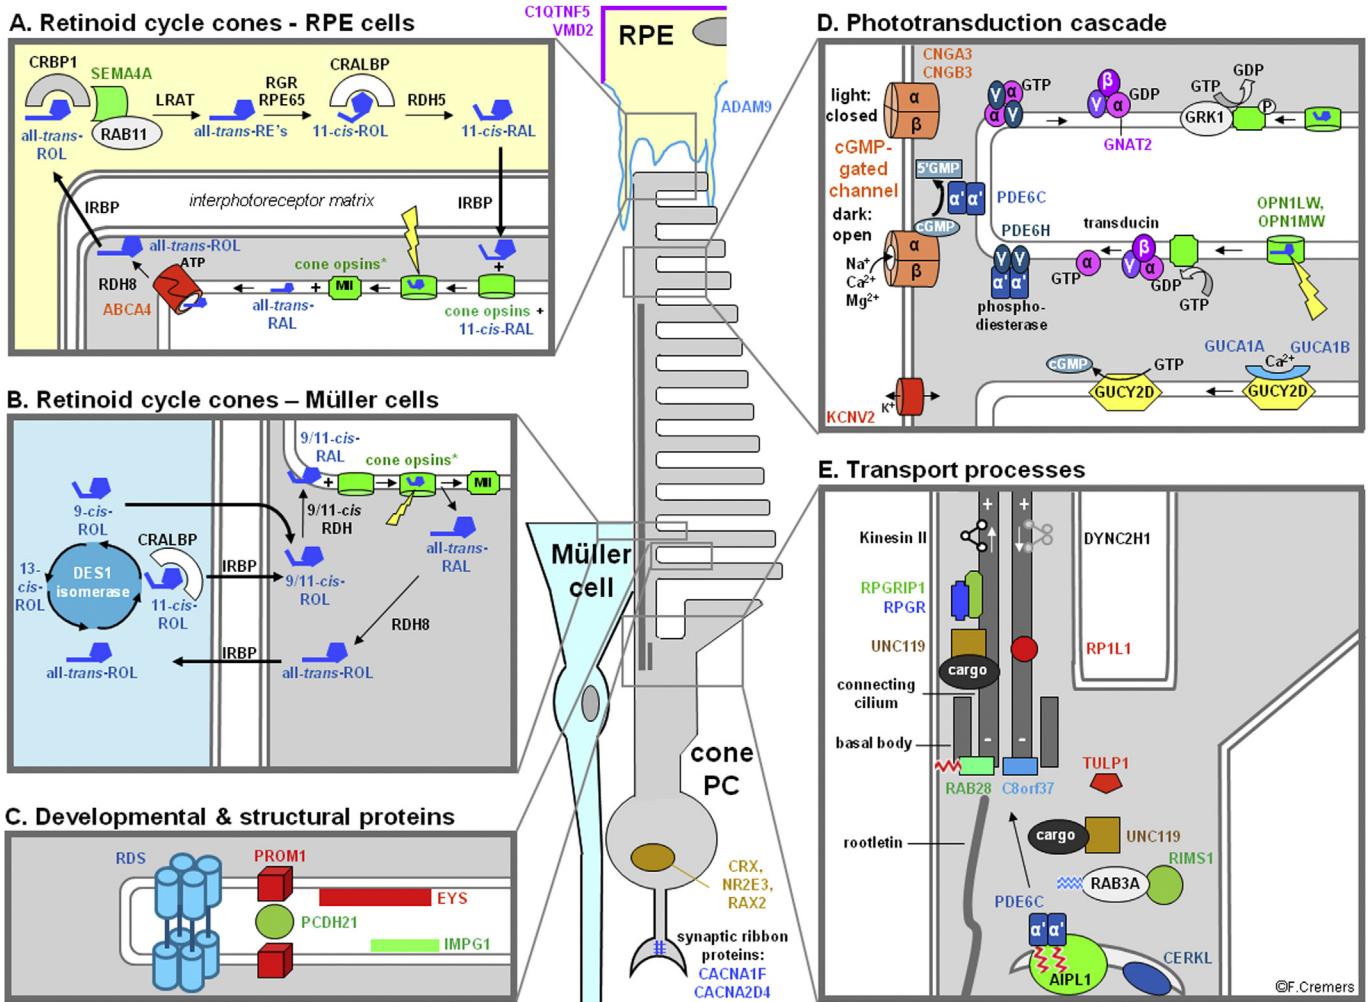 A. Retinoid cycle cones - RPE cells
CRBP1
SEMA4A
RAB11
all-trans-
ROL
LRAT
all-trans-RE's
RGR
RPE65
CRALBP
11-cis-ROL
RDH5
11-cis-RAL
IRBP
interphotoreceptor matrix
IRBP
all-trans-ROL
RDH8
ATP
ABCA4
cone opsins*
all-trans-
RAL
+
MII
+
cone opsins +
11-cis-RAL
C1QTNF5
VMD2
RPE
ADAM9
B. Retinoid cycle cones – Müller cells
9-cis-
ROL
13-
cis-
ROL
DES1
isomerase
CRALBP
11-cis-
ROL
all-trans-ROL
IRBP
IRBP
9/11-cis-
RAL
+
cone opsins*
MII
9/11-cis
RDH
9/11-cis-
ROL
all-trans-
RAL
RDH8
all-trans-ROL
Müller
cell
cone
PC
CRX,
NR2E3,
RAX2
synaptic ribbon
proteins:
CACNA1F
CACNA2D4
C. Developmental & structural proteins
RDS
PROM1
EYS
PCDH21
IMPG1
D. Phototransduction cascade
light:
closed
CNGA3
CNGB3
α
β
cGMP-
gated
channel
dark:
open
α
β
Na+
Ca2+
Mg2+
KCNV2
K+
γ
α
α
γ
GTP
β
γ
α
GDP
GNAT2
GTP
GDP
GRK1
P
5'GMP
cGMP
α'
α'
PDE6C
PDE6H
γ
γ
α'
α'
phospho-
diesterase
transducin
α
GTP
β
γ
α
GDP
GTP
OPN1LW,
OPN1MW
cGMP
GTP
GUCY2D
GUCA1A
Ca2+
GUCA1B
GUCY2D
E. Transport processes
Kinesin II
+
+
DYNC2H1
RPGRIP1
RPGR
UNC119
cargo
RP1L1
connecting
cilium
basal body
-
-
RAB28
C8orf37
TULP1
rootletin
cargo
UNC119
RIMS1
RAB3A
PDE6C
α'
α'
AIPL1
CERKL
©F.Cremers